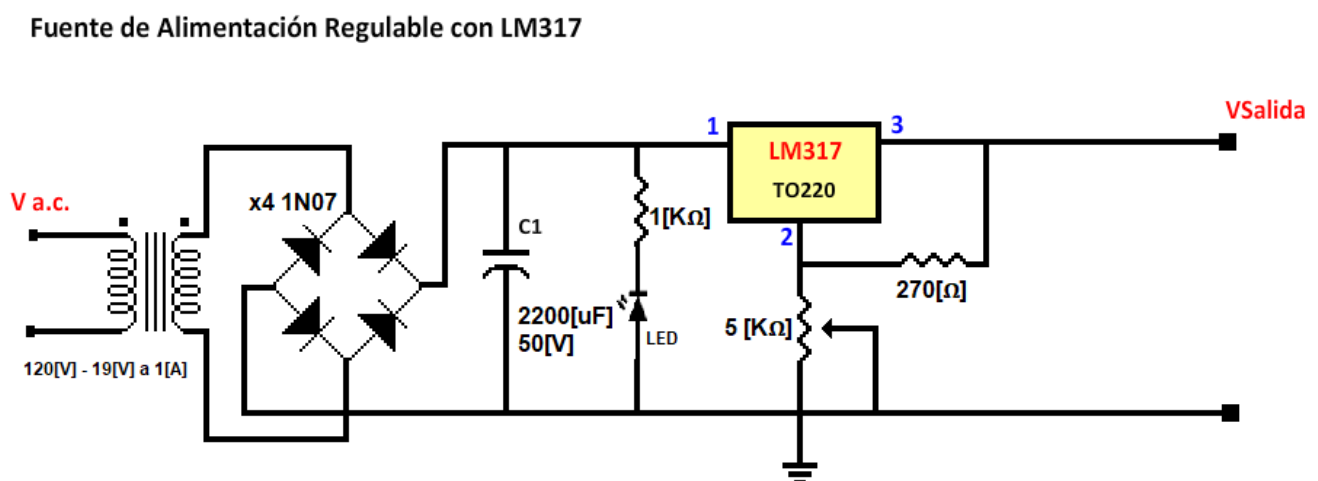 Fuente de Alimentación Regulable con LM317
VSalida
1
3
LM317
TO220
V a.c.
x4 1N07
C1
1[KΩ]
2
270[Ω]
2200[uF]
50[V]
LED
5 [KΩ]
120[V] - 19[V] a 1[A]